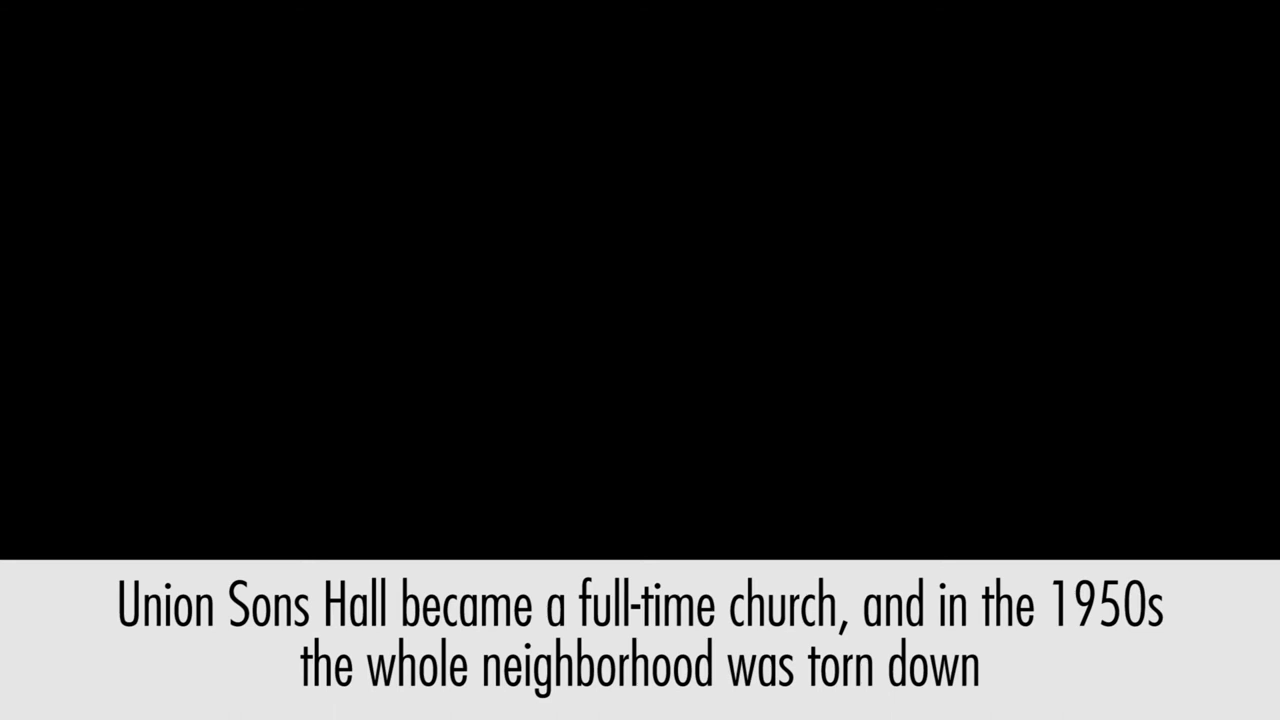 Union Sons Hall became a full-time church, and in the 1950s
the whole neighborhood was torn down